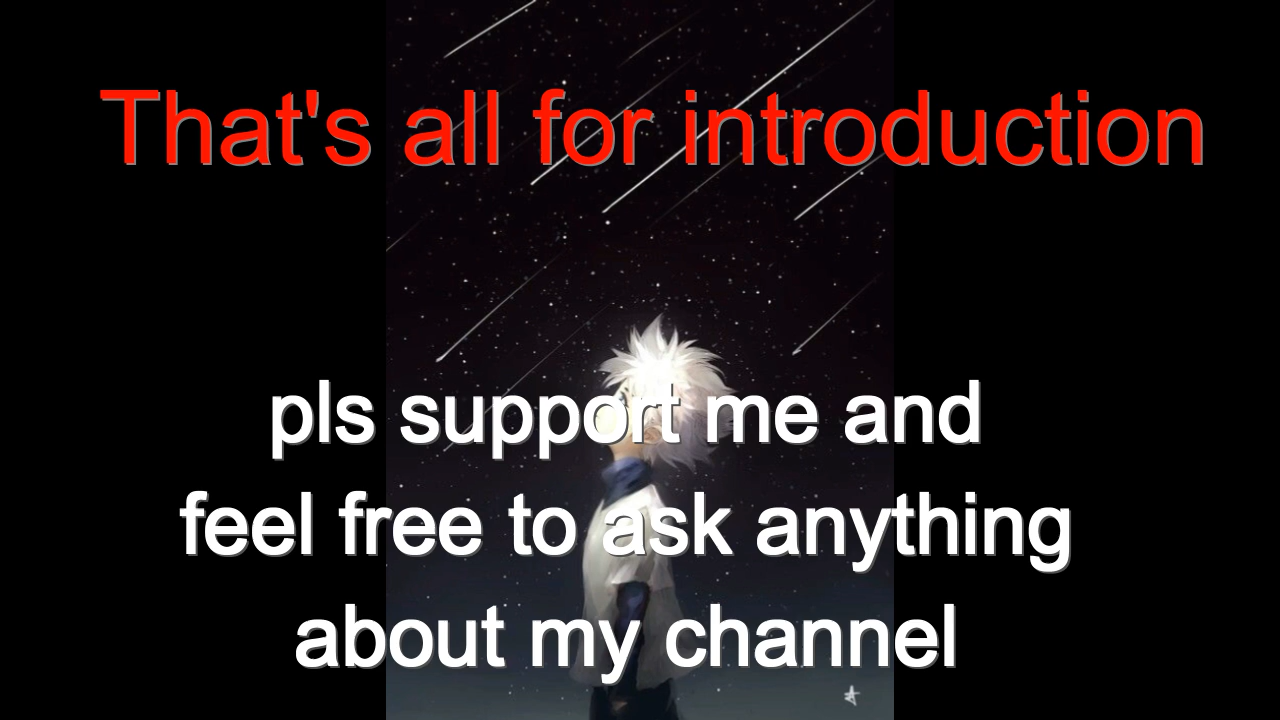 That's all for introduction
pls support me and
feel free to ask anything
about my channel